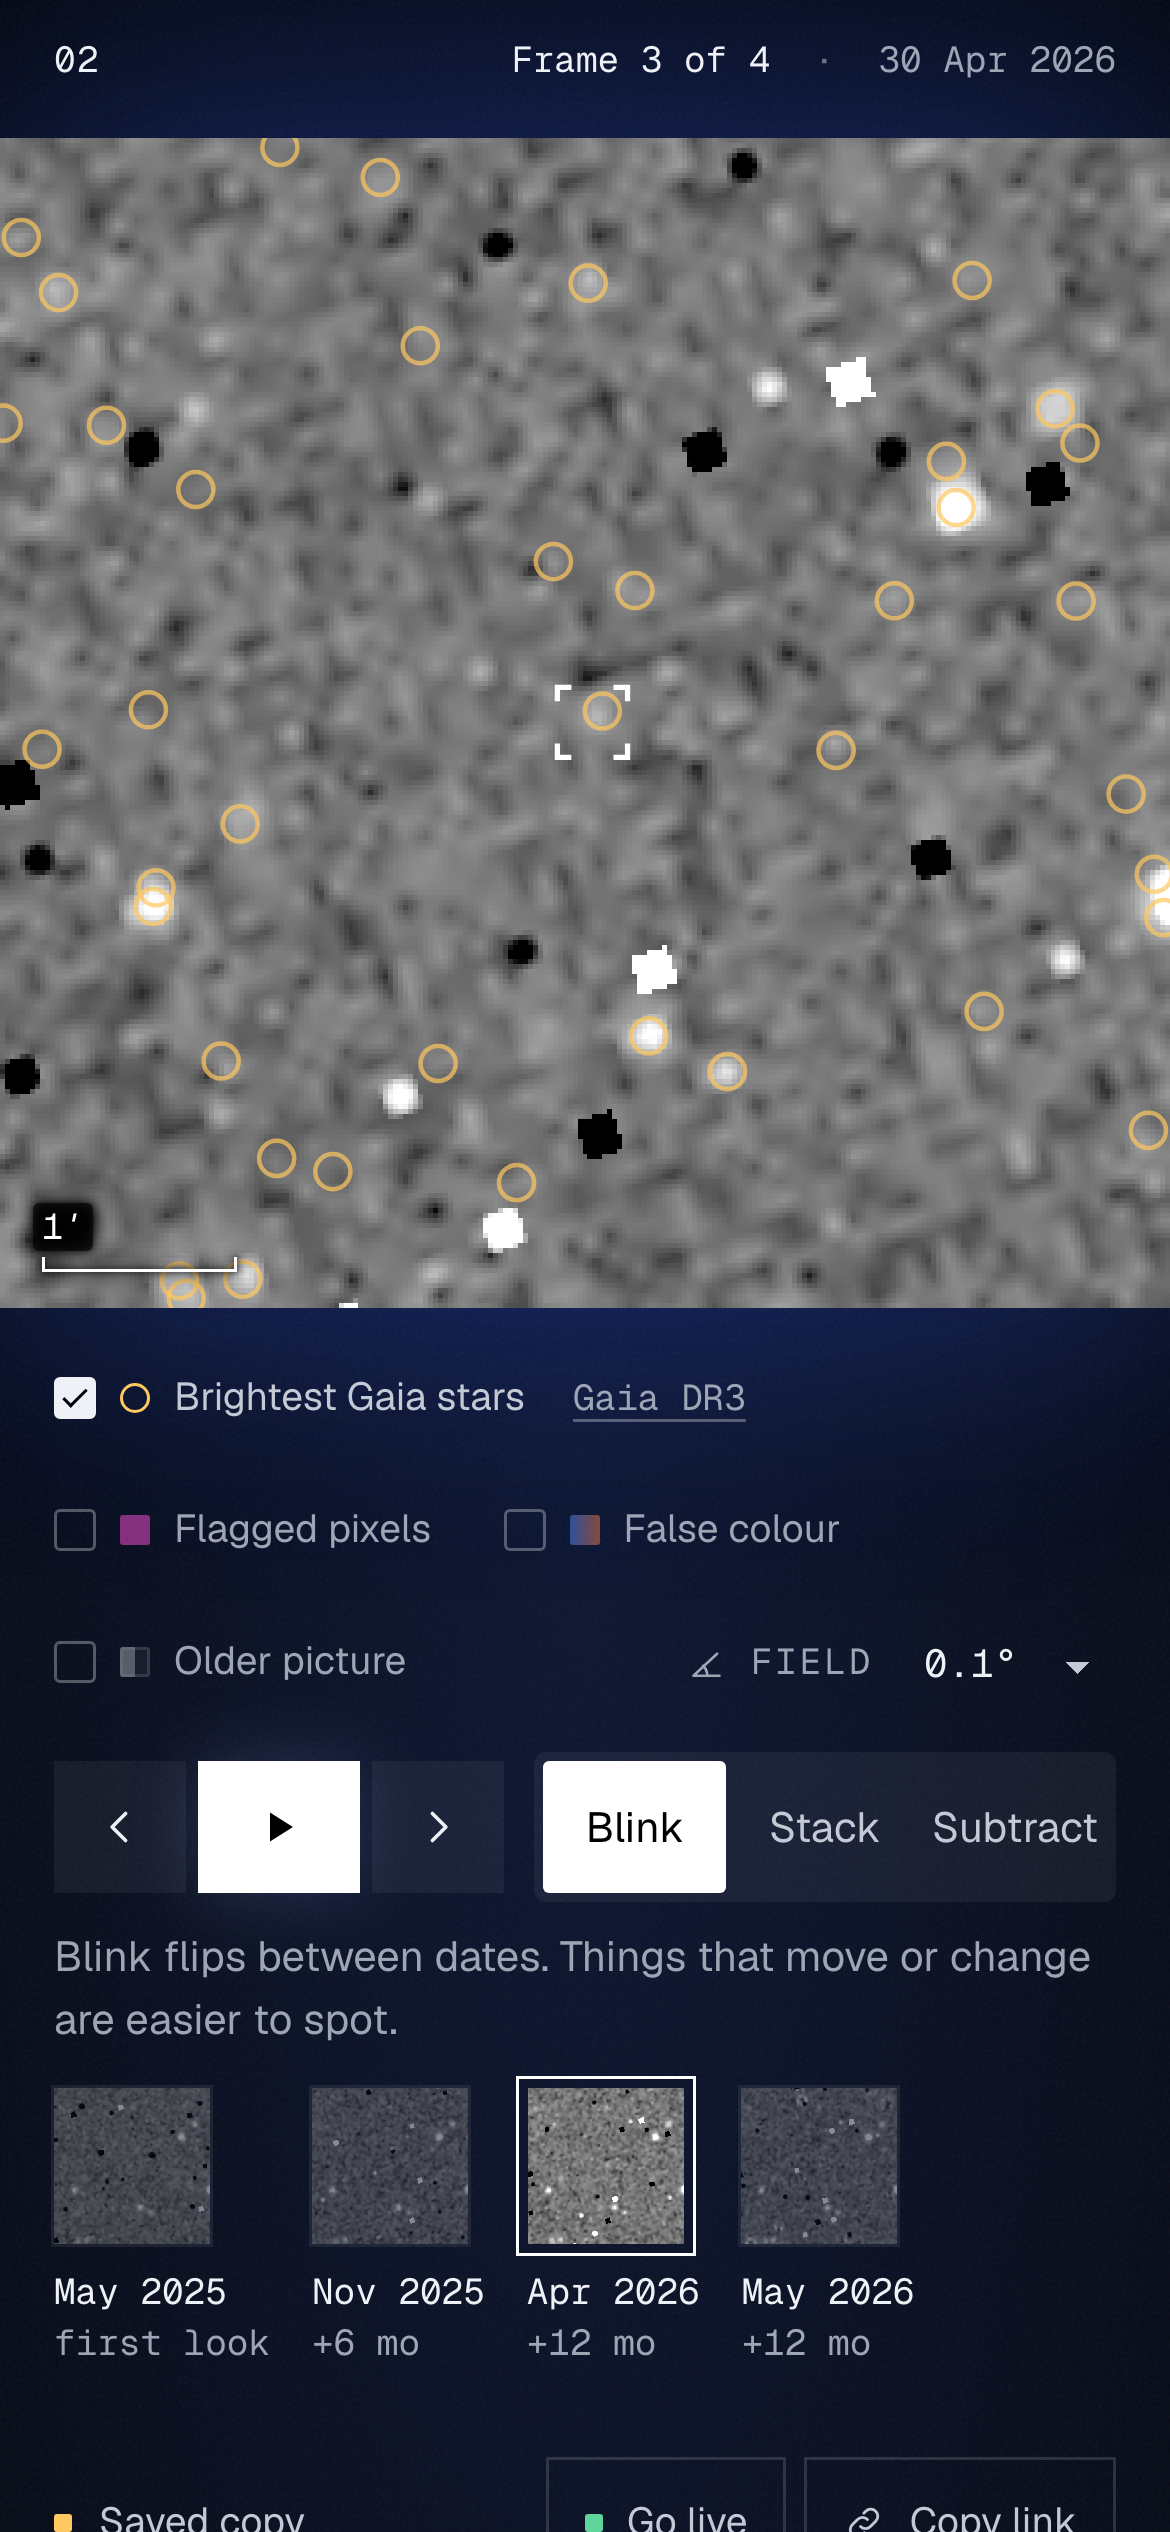 02 Frame 3 of 4 · 30 Apr 2026
1′
Brightest Gaia stars Gaia DR3
Flagged pixels False colour
Older picture FIELD 0.1°
Blink Stack Subtract
Blink flips between dates. Things that move or change
are easier to spot.
May 2025 Nov 2025 Apr 2026 May 2026
first look +6 mo +12 mo +12 mo
Saved copy Go live Copy link